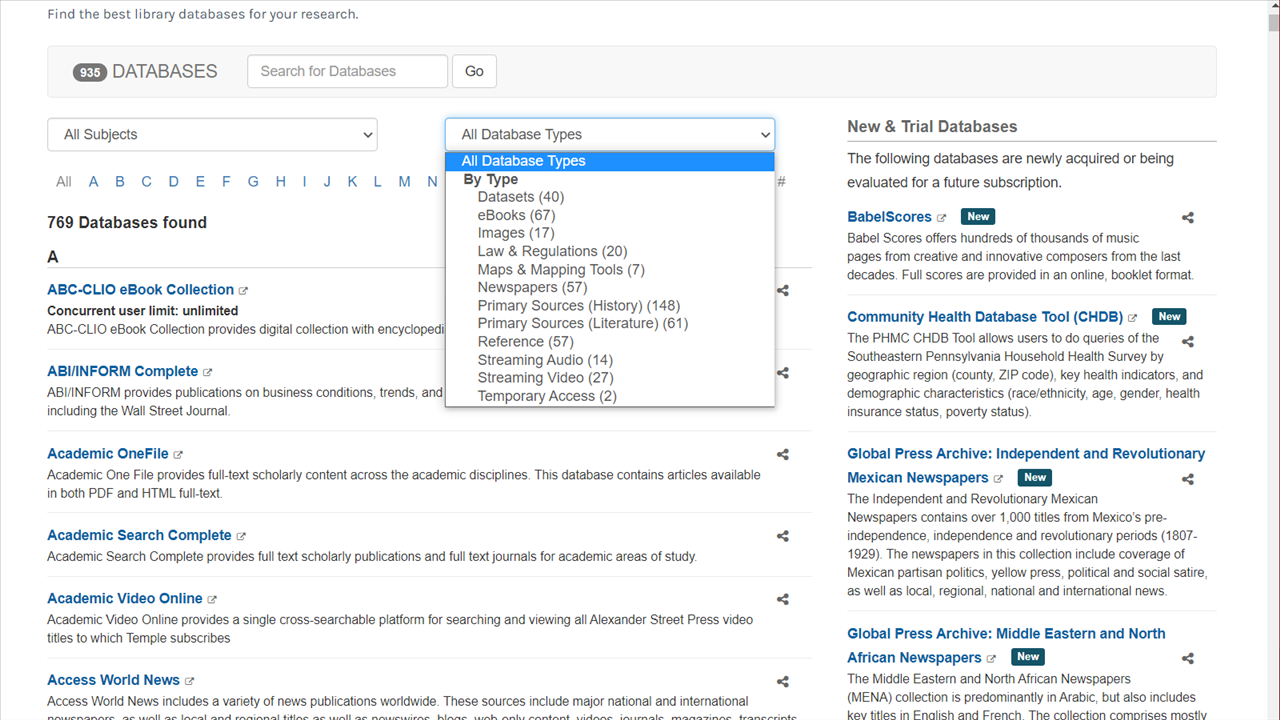 Find the best library databases for your research.
935 DATABASES
Search for Databases
Go
All Subjects
All Database Types
All Database Types
By Type
Datasets (40)
eBooks (67)
Images (17)
Law & Regulations (20)
Maps & Mapping Tools (7)
Newspapers (57)
Primary Sources (History) (148)
Primary Sources (Literature) (61)
Reference (57)
Streaming Audio (14)
Streaming Video (27)
Temporary Access (2)
All A B C D E F G H I J K L M N #
769 Databases found
A
ABC-CLIO eBook Collection
Concurrent user limit: unlimited
ABC-CLIO eBook Collection provides digital collection with encyclopedi
ABI/INFORM Complete
ABI/INFORM provides publications on business conditions, trends, and
including the Wall Street Journal.
Academic OneFile
Academic One File provides full-text scholarly content across the academic disciplines. This database contains articles available
in both PDF and HTML full-text.
Academic Search Complete
Academic Search Complete provides full text scholarly publications and full text journals for academic areas of study.
Academic Video Online
Academic Video Online provides a single cross-searchable platform for searching and viewing all Alexander Street Press video
titles to which Temple subscribes
Access World News
Access World News includes a variety of news publications worldwide. These sources include major national and international
newspapers, as well as local and regional titles as well as newswires, blogs, web-only content, videos, journals, magazines, transcripts
New & Trial Databases
The following databases are newly acquired or being
evaluated for a future subscription.
BabelScores New
Babel Scores offers hundreds of thousands of music
pages from creative and innovative composers from the last
decades. Full scores are provided in an online, booklet format.
Community Health Database Tool (CHDB) New
The PHMC CHDB Tool allows users to do queries of the
Southeastern Pennsylvania Household Health Survey by
geographic region (county, ZIP code), key health indicators, and
demographic characteristics (race/ethnicity, age, gender, health
insurance status, poverty status).
Global Press Archive: Independent and Revolutionary
Mexican Newspapers New
The Independent and Revolutionary Mexican
Newspapers contains over 1,000 titles from Mexico’s pre-
independence, independence and revolutionary periods (1807-
1929). The newspapers in this collection include coverage of
Mexican partisan politics, yellow press, political and social satire,
as well as local, regional, national and international news.
Global Press Archive: Middle Eastern and North
African Newspapers New
The Middle Eastern and North African Newspapers
(MENA) collection is predominantly in Arabic, but also includes
key titles in English and French. The collection comprises mostly